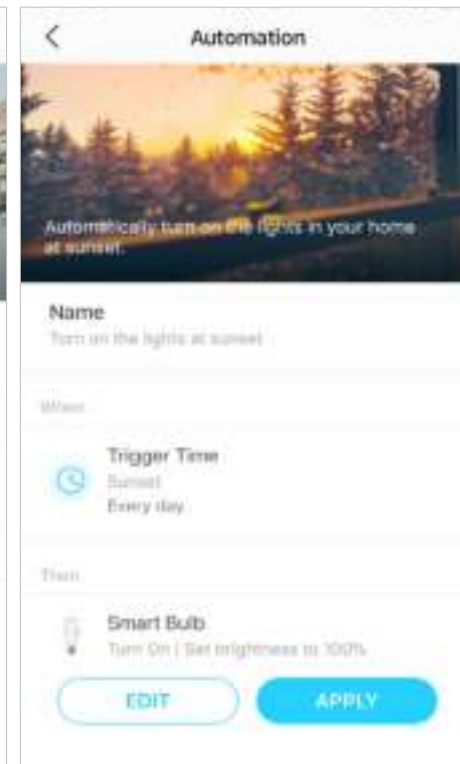 Automation
Automatically turn on the lights in your home
at sunset.
Name
Turn on the lights at sunset
When
Trigger Time
Sunset
Every day
Then
Smart Bulb
Turn On | Set brightness to 100%
EDIT
APPLY